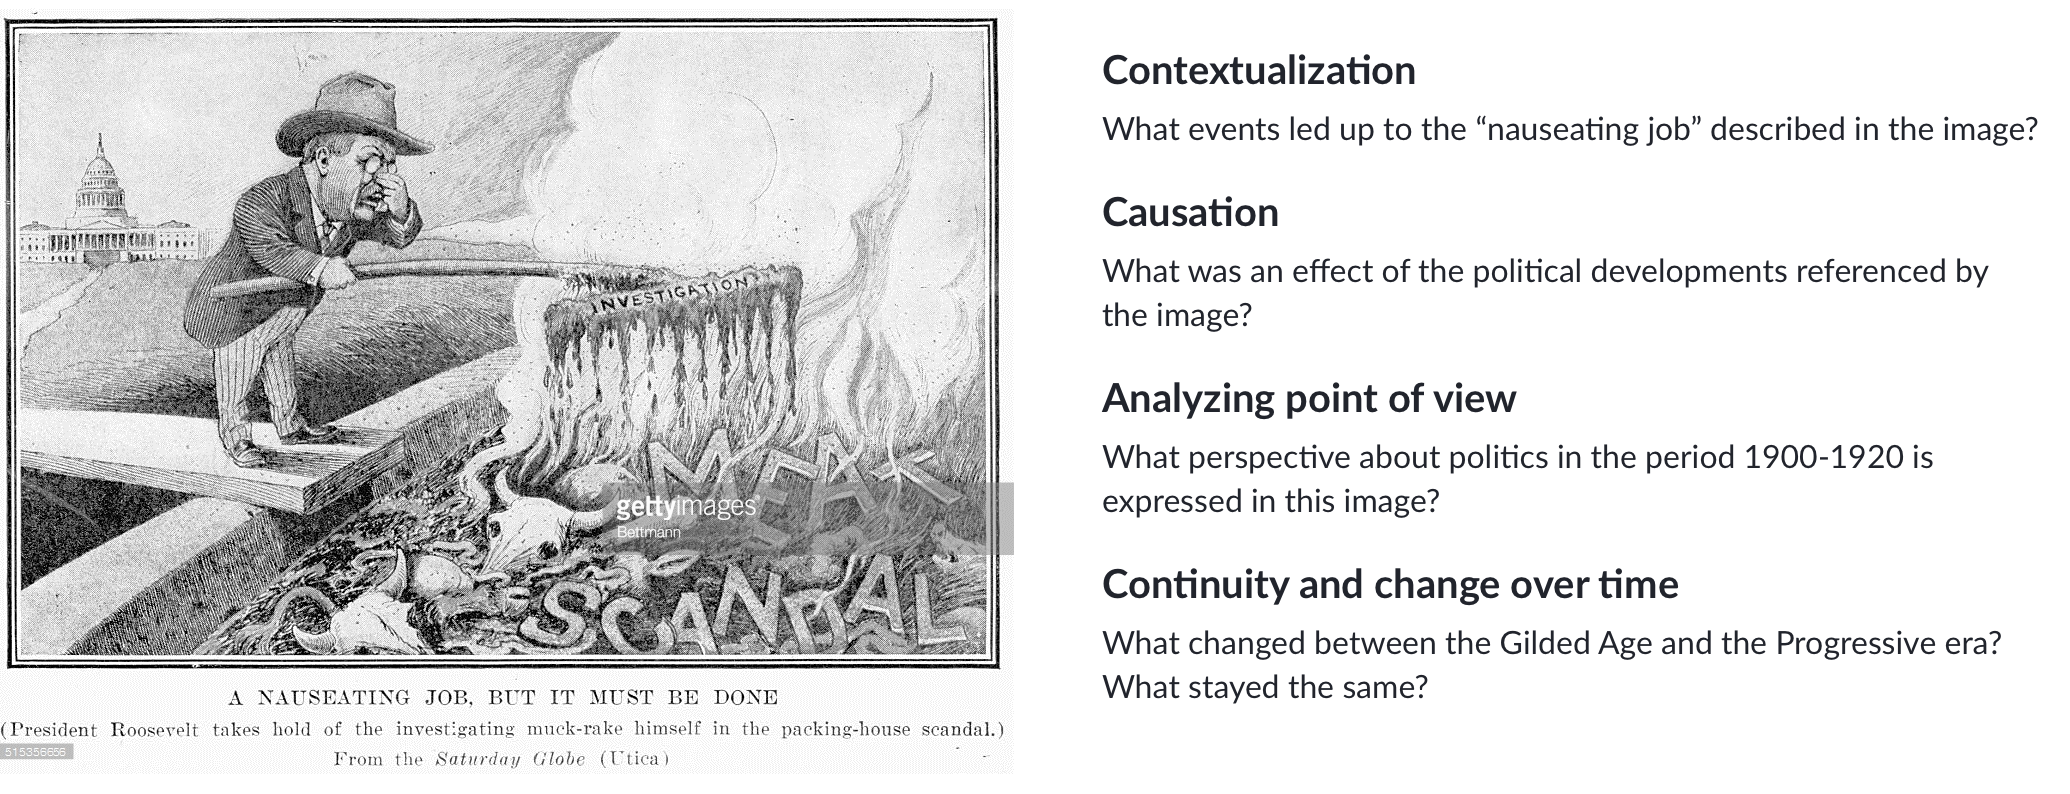 INVESTIGATION
MEAT
SCANDAL
gettyimages®
Bettmann
A NAUSEATING JOB, BUT IT MUST BE DONE
(President Roosevelt takes hold of the investigating muck-rake himself in the packing-house scandal.)
515356656
From the Saturday Globe (Utica)
Contextualization
What events led up to the “nauseating job” described in the image?
Causation
What was an effect of the political developments referenced by
the image?
Analyzing point of view
What perspective about politics in the period 1900-1920 is
expressed in this image?
Continuity and change over time
What changed between the Gilded Age and the Progressive era?
What stayed the same?